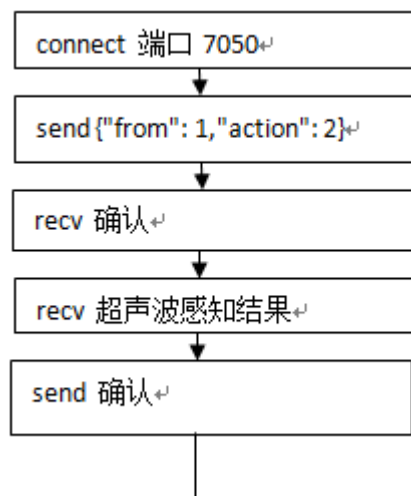 connect 端口 7050
send {"from": 1,"action": 2}
recv 确认
recv 超声波感知结果
send 确认